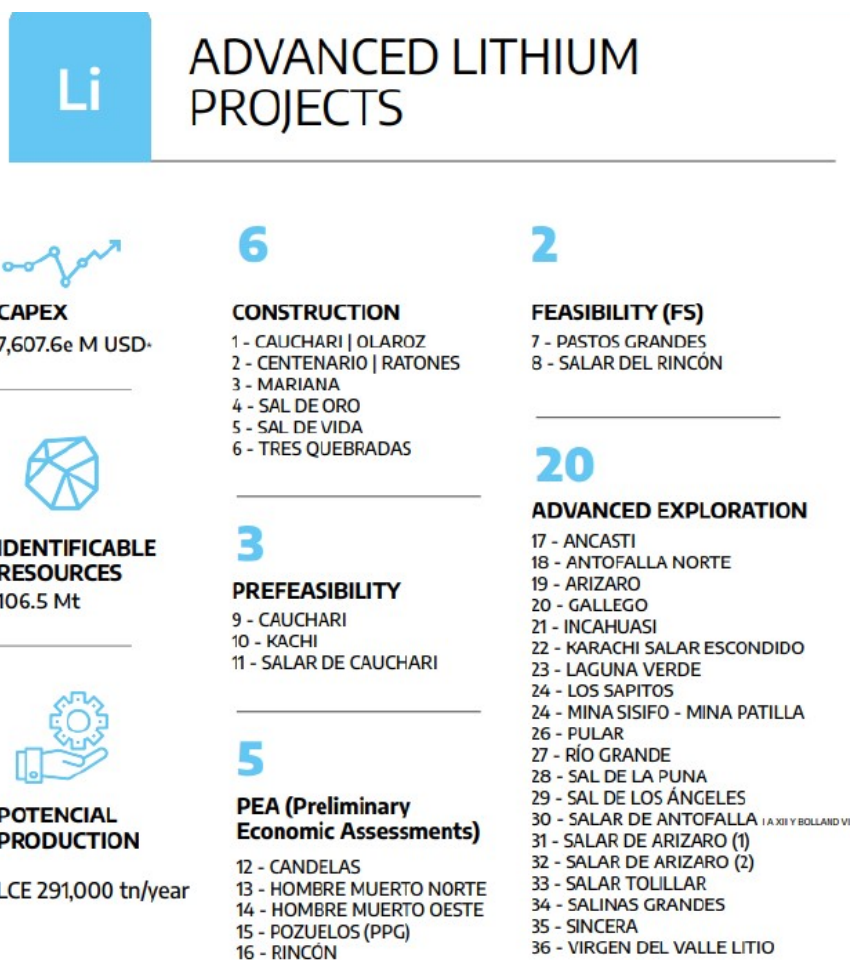 Li
ADVANCED LITHIUM
PROJECTS
CAPEX
7,607.6e M USD*
IDENTIFICABLE
RESOURCES
106.5 Mt
POTENCIAL
PRODUCTION
LCE 291,000 tn/year
6
CONSTRUCTION
1 - CAUCHARI | OLAROZ
2 - CENTENARIO | RATONES
3 - MARIANA
4 - SAL DE ORO
5 - SAL DE VIDA
6 - TRES QUEBRADAS
3
PREFEASIBILITY
9 - CAUCHARI
10 - KACHI
11 - SALAR DE CAUCHARI
5
PEA (Preliminary
Economic Assessments)
12 - CANDELAS
13 - HOMBRE MUERTO NORTE
14 - HOMBRE MUERTO OESTE
15 - POZUELOS (PPG)
16 - RINCÓN
2
FEASIBILITY (FS)
7 - PASTOS GRANDES
8 - SALAR DEL RINCÓN
20
ADVANCED EXPLORATION
17 - ANCASTI
18 - ANTOFALLA NORTE
19 - ARIZARO
20 - GALLEGO
21 - INCAHUASI
22 - KARACHI SALAR ESCONDIDO
23 - LAGUNA VERDE
24 - LOS SAPITOS
24 - MINA SISIFO - MINA PATILLA
26 - PULAR
27 - RÍO GRANDE
28 - SAL DE LA PUNA
29 - SAL DE LOS ÁNGELES
30 - SALAR DE ANTOFALLA I A XII Y BOLLAND VI
31 - SALAR DE ARIZARO (1)
32 - SALAR DE ARIZARO (2)
33 - SALAR TOLILLAR
34 - SALINAS GRANDES
35 - SINCERA
36 - VIRGEN DEL VALLE LITIO